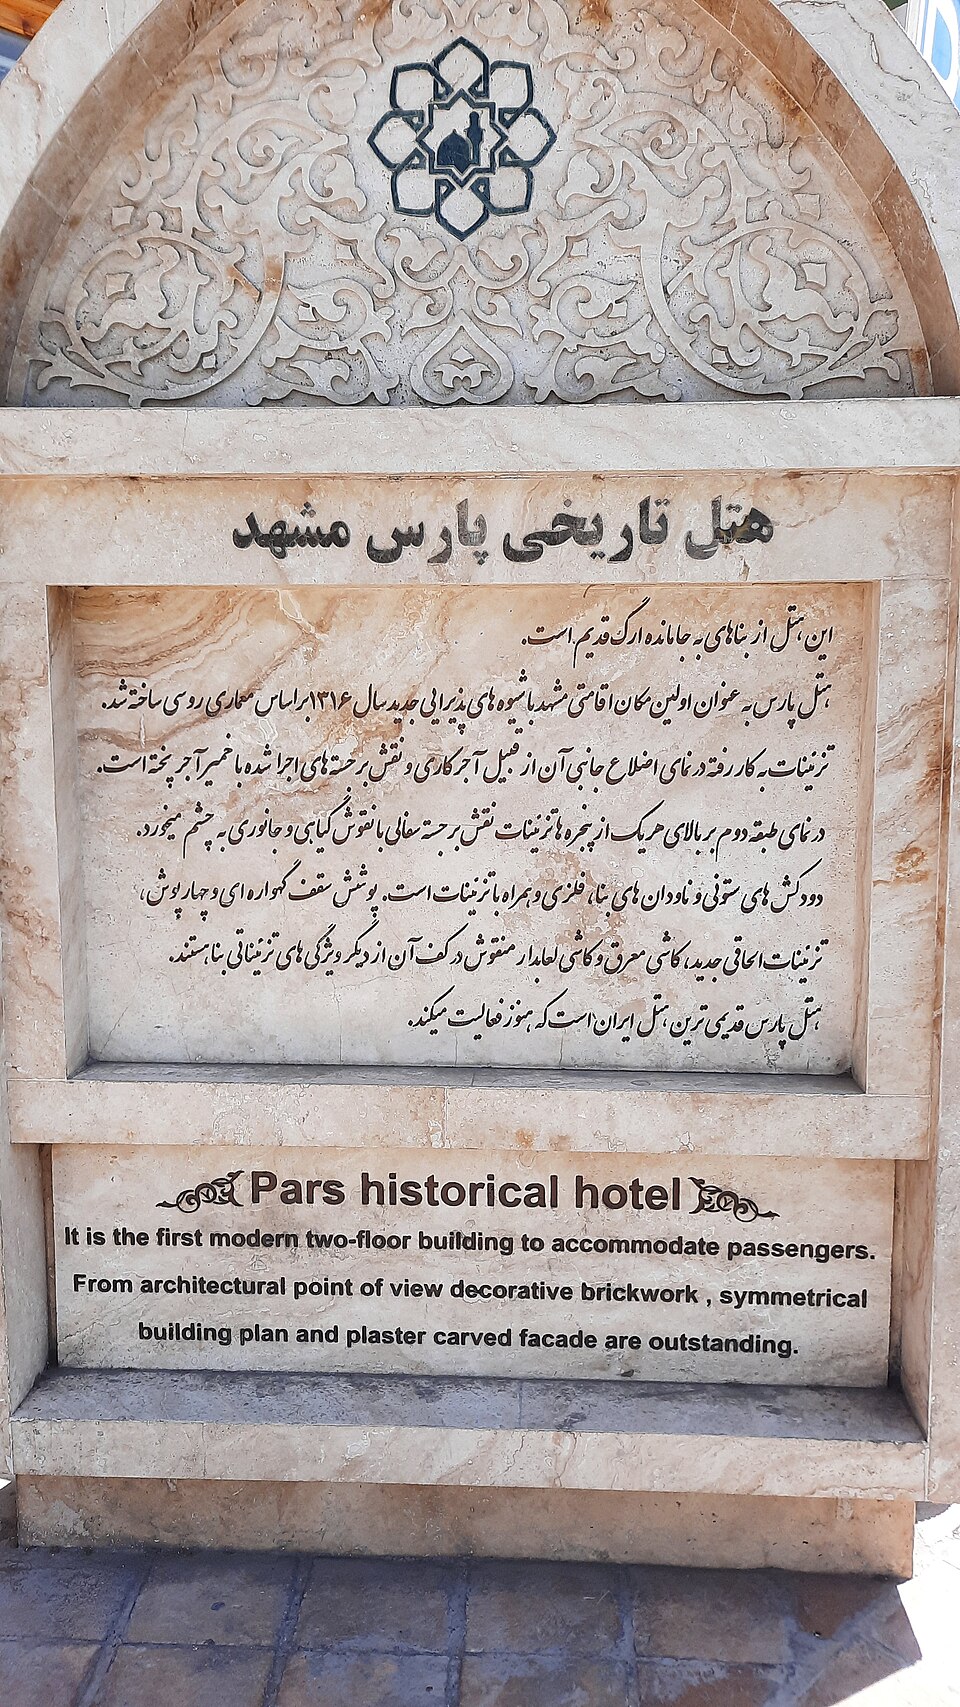 هتل تاریخی پارس مشهد
این هتل از بناهای به جامانده ارگ قدیم است.
هتل پارس به عنوان اولین مکان اقامتی مشهد با شیوه های پذیرایی جدید سال ۱۳۱۶ بر اساس معماری روسی ساخته شد.
تزئینات به کار رفته در نمای اضلاع جانبی آن از قبیل آجرکاری و نقش برجسته های اجرا شده با خمیر آجر پخته است.
در نمای طبقه دوم بر بالای هر یک از پنجره ها تزئینات نقش برجسته سفالی با نقوش گیاهی و جانوری به چشم میخورد.
دودکش های ستونی و ناودان های بنا، فلزی و همراه با تزئینات است. پوشش سقف گهواره ای و چهار پوش،
تزئینات الحاقی جدید، کاشی معرق و کاشی لعابدار منقوش در کف آن از دیگر ویژگی های تزئیناتی بنا هستند.
هتل پارس قدیمی ترین هتل ایران است که هنوز فعالیت میکند.
Pars historical hotel
It is the first modern two-floor building to accommodate passengers.
From architectural point of view decorative brickwork , symmetrical
building plan and plaster carved facade are outstanding.